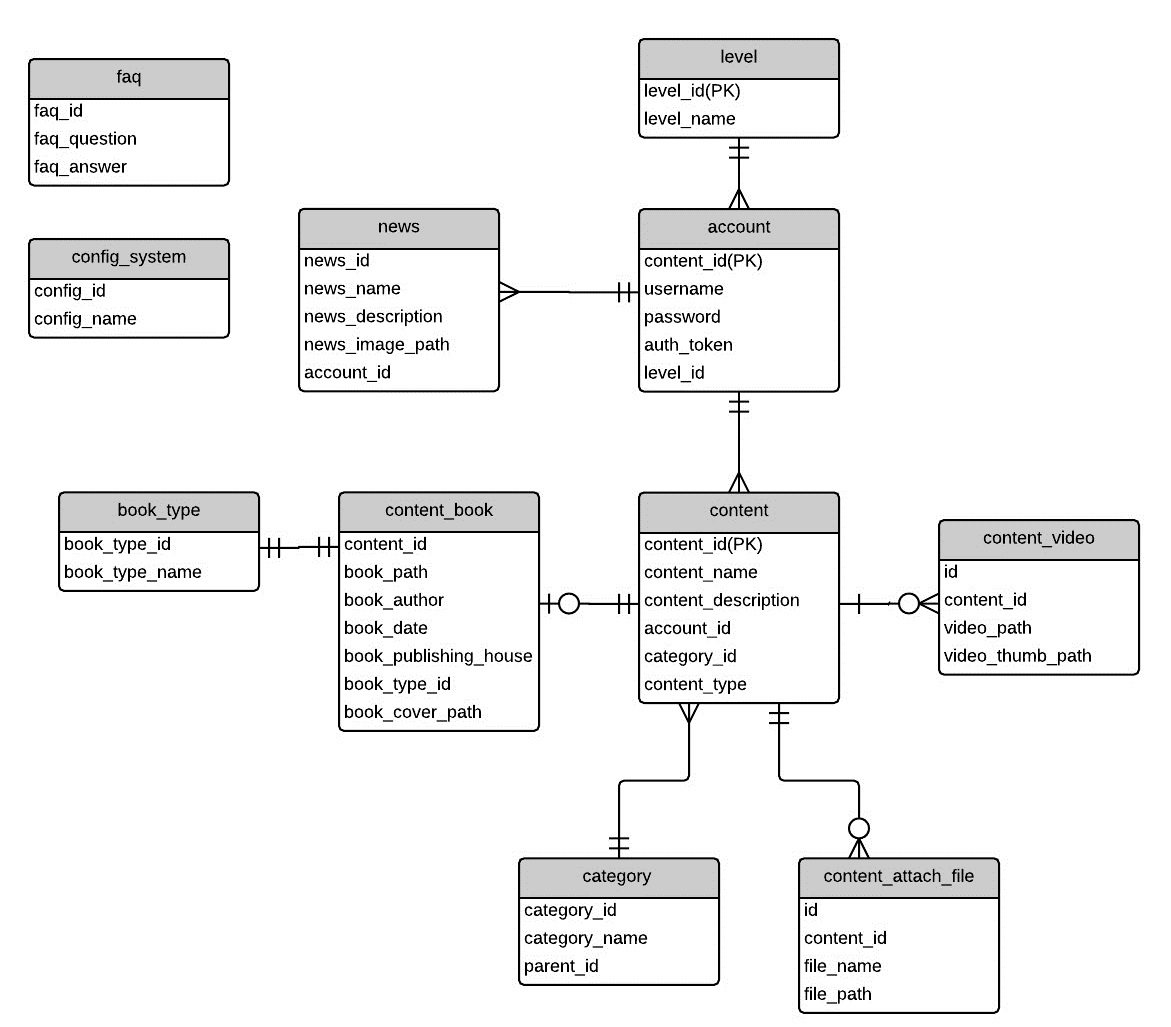 level
level_id(PK)
level_name
faq
faq_id
faq_question
faq_answer
news
news_id
news_name
news_description
news_image_path
account_id
account
content_id(PK)
username
password
auth_token
level_id
config_system
config_id
config_name
book_type
book_type_id
book_type_name
content_book
content_id
book_path
book_author
book_date
book_publishing_house
book_type_id
book_cover_path
content
content_id(PK)
content_name
content_description
account_id
category_id
content_type
content_video
id
content_id
video_path
video_thumb_path
category
category_id
category_name
parent_id
content_attach_file
id
content_id
file_name
file_path